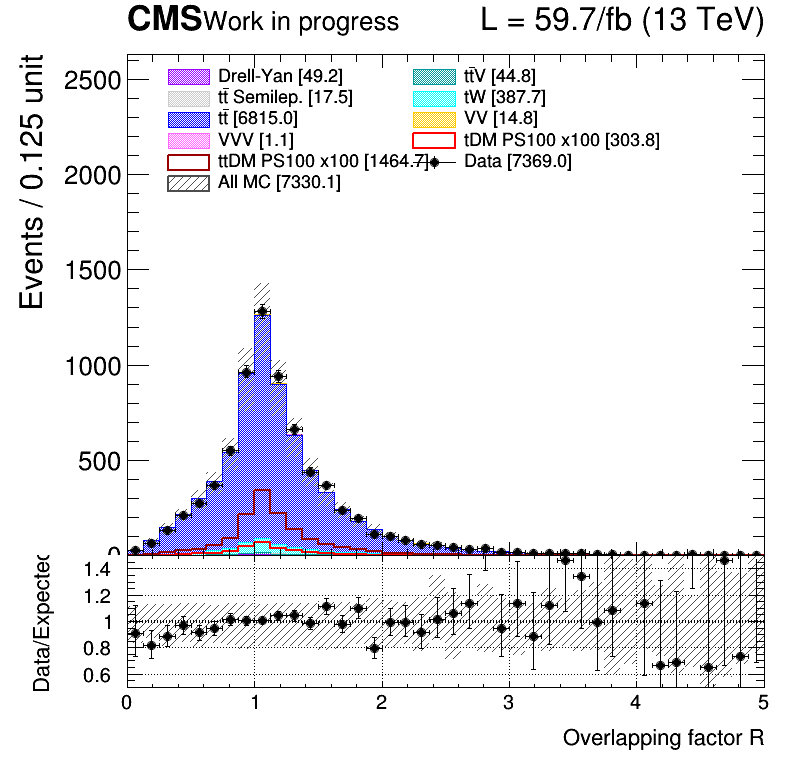 CMS Work in progress L = 59.7/fb (13 TeV)
Drell-Yan [49.2] tt̄V [44.8]
tt̄ Semilep. [17.5] tW [387.7]
tt̄ [6815.0] VV [14.8]
VVV [1.1] tDM PS100 x100 [303.8]
ttDM PS100 x100 [1464.7] Data [7369.0]
All MC [7330.1]
Events / 0.125 unit
2500
2000
1500
1000
500
0
Data/Expected
1.4
1.2
1
0.8
0.6
0 1 2 3 4 5
Overlapping factor R